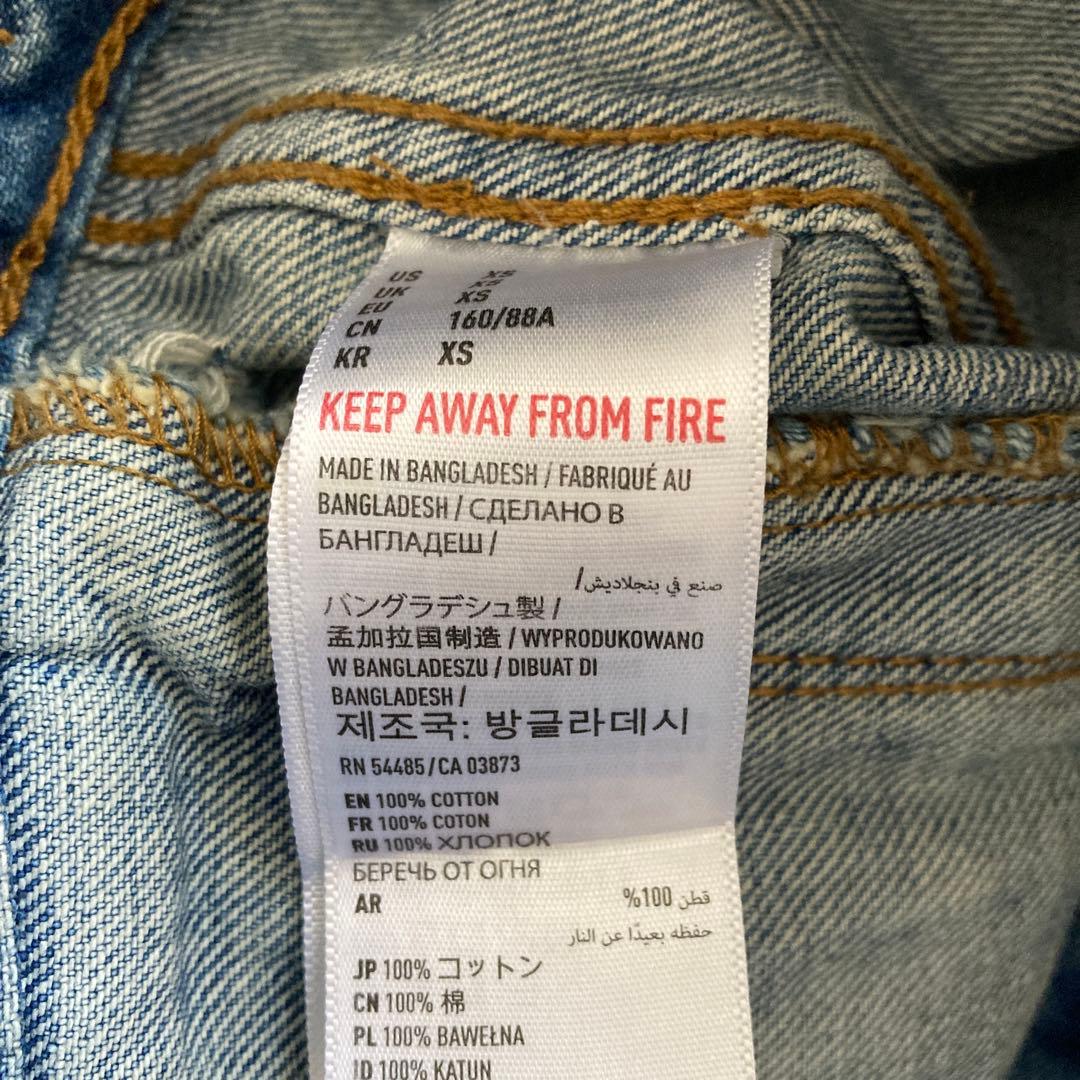 US XS
UK XS
EU XS
CN 160/88A
KR XS
KEEP AWAY FROM FIRE
MADE IN BANGLADESH / FABRIQUÉ AU
BANGLADESH / СДЕЛАНО В
БАНГЛАДЕШ /
صنع في بنجلاديش/
バングラデシュ製 /
孟加拉国制造 / WYPRODUKOWANO
W BANGLADESZU / DIBUAT DI
BANGLADESH /
제조국: 방글라데시
RN 54485/CA 03873
EN 100% COTTON
FR 100% COTON
RU 100% ХЛОПОК
БЕРЕЧЬ ОТ ОГНЯ
AR قطن 100%
حفظه بعيدًا عن النار
JP 100% コットン
CN 100% 棉
PL 100% BAWEŁNA
ID 100% KATUN